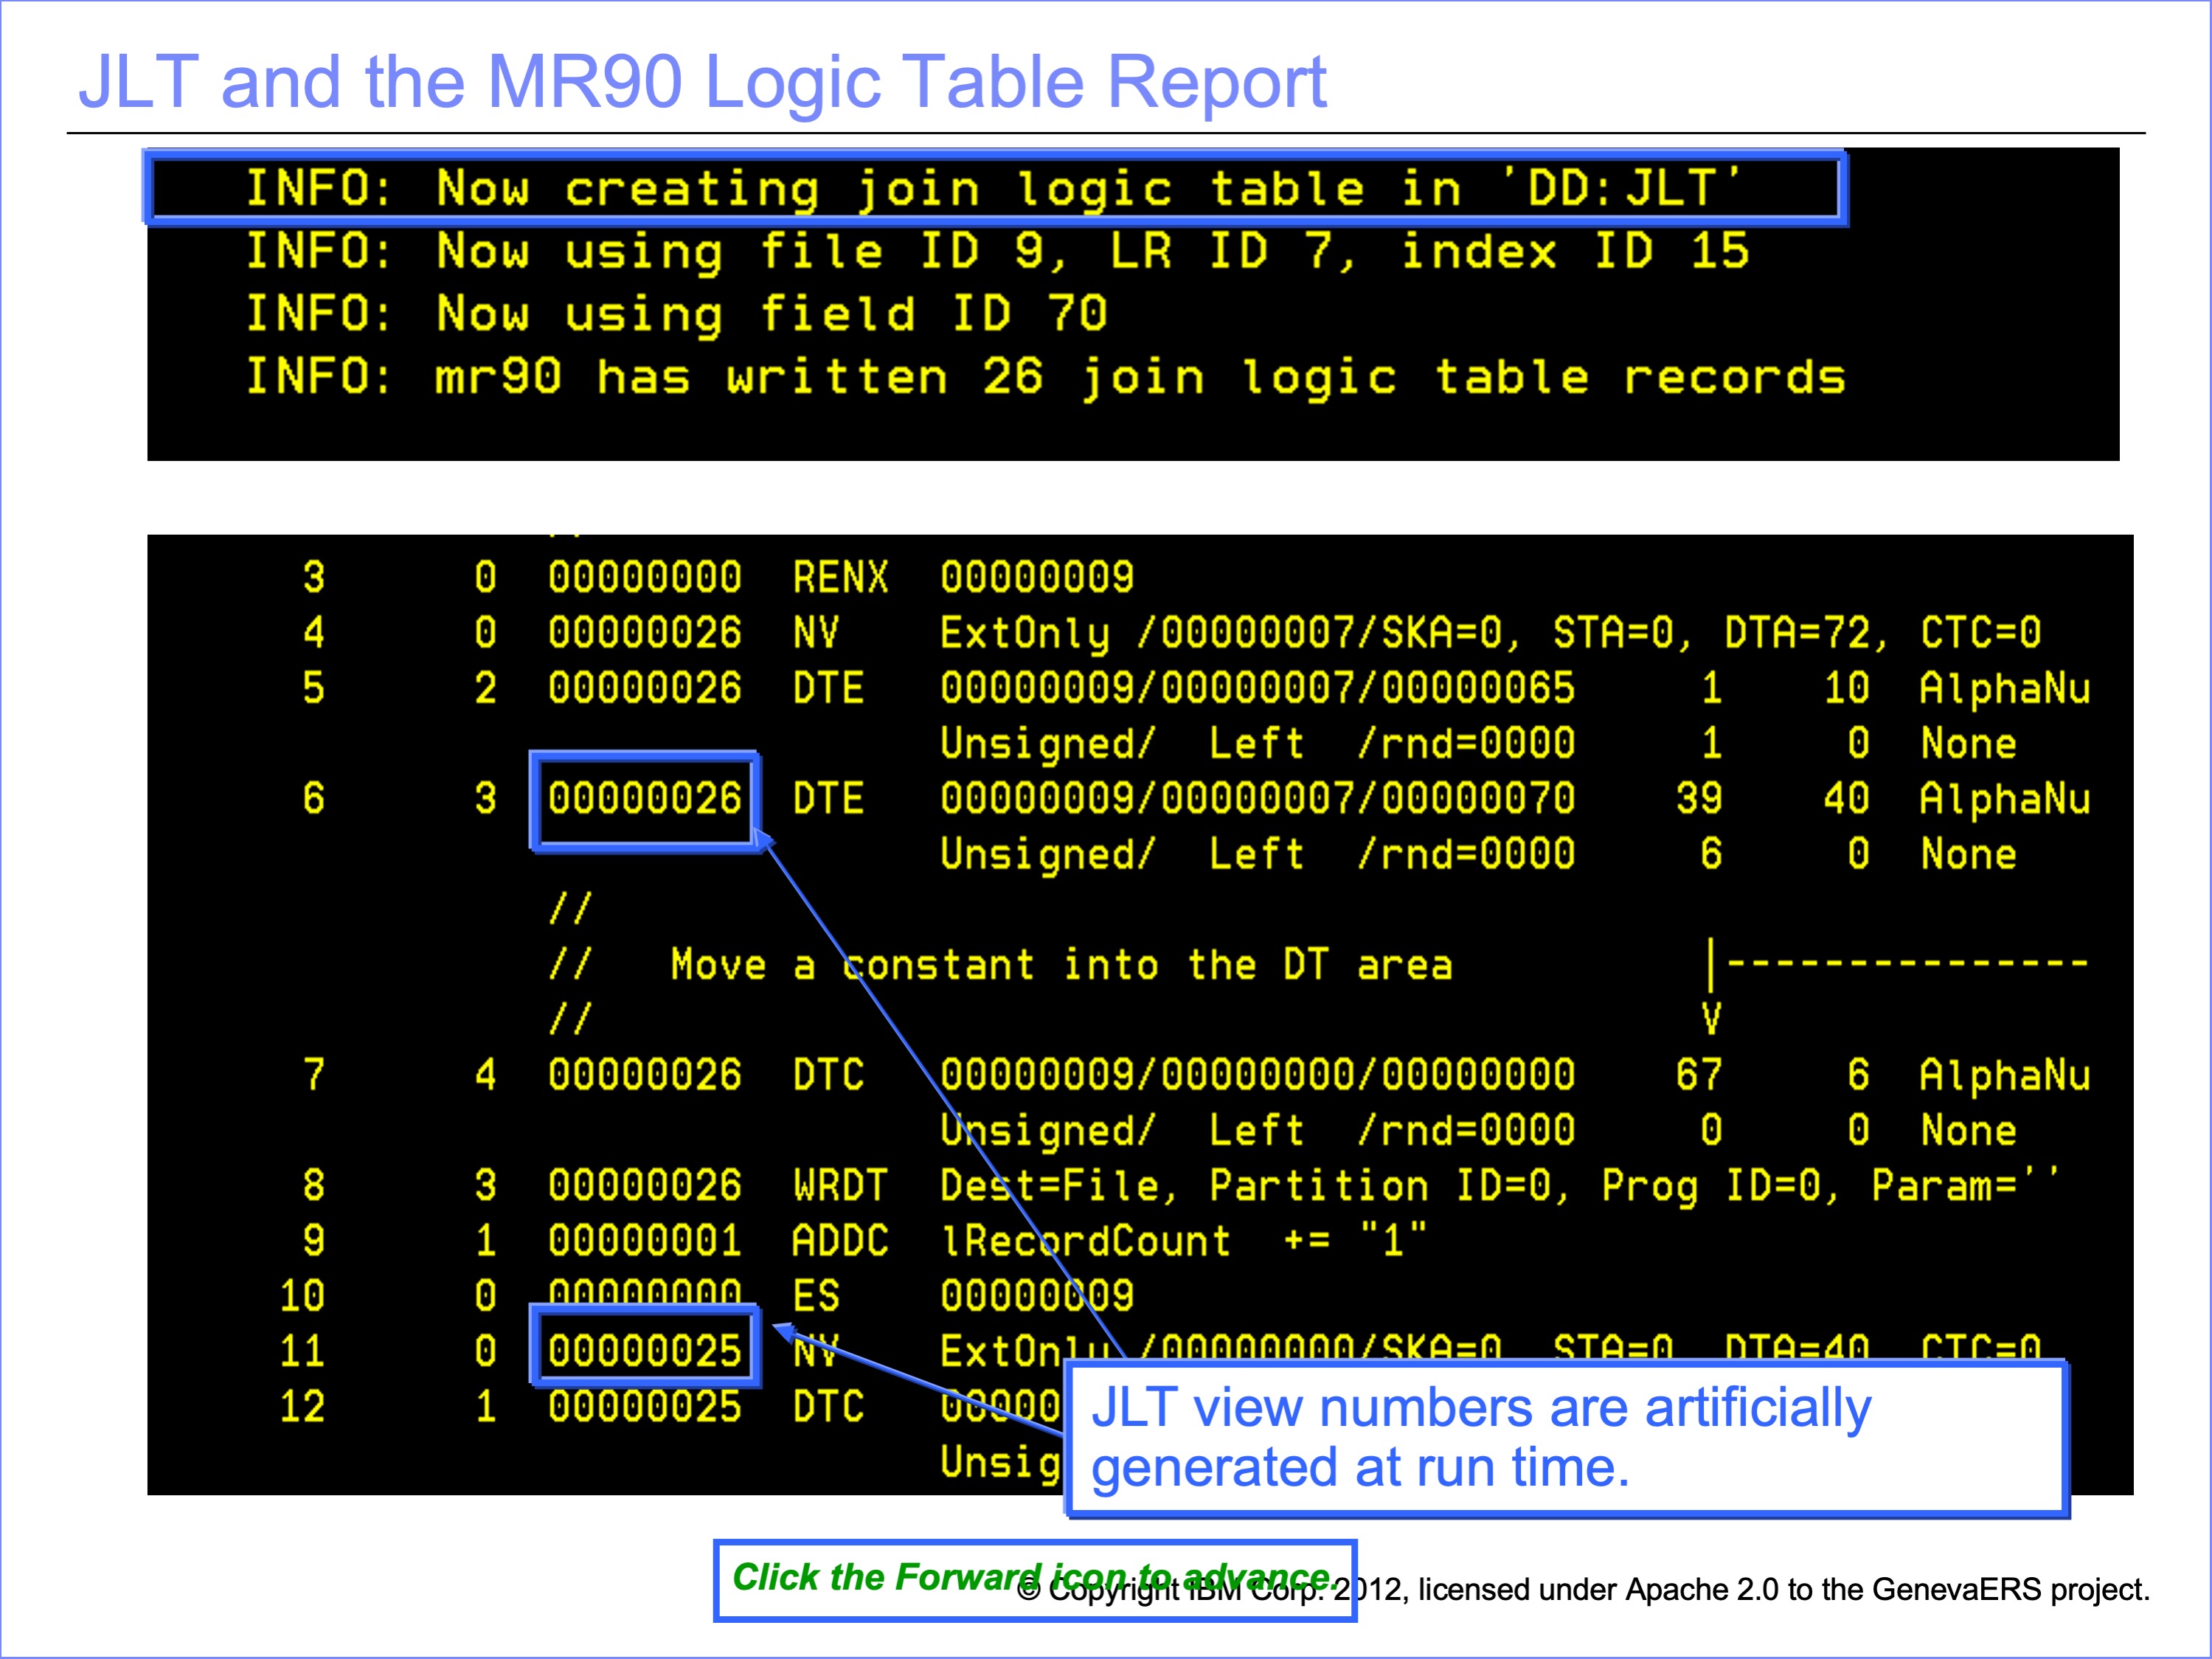 JLT and the MR90 Logic Table Report
INFO: Now creating join logic table in 'DD:JLT'
INFO: Now using file ID 9, LR ID 7, index ID 15
INFO: Now using field ID 70
INFO: mr90 has written 26 join logic table records
3 0 00000000 RENX 00000009
4 0 00000026 NV ExtOnly /00000007/SKA=0, STA=0, DTA=72, CTC=0
5 2 00000026 DTE 00000009/00000007/00000065 1 10 AlphaNu
Unsigned/ Left /rnd=0000 1 0 None
6 3 00000026 DTE 00000009/00000007/00000070 39 40 AlphaNu
Unsigned/ Left /rnd=0000 6 0 None
//
// Move a constant into the DT area |---------------
// V
7 4 00000026 DTC 00000009/00000000/00000000 67 6 AlphaNu
Unsigned/ Left /rnd=0000 0 0 None
8 3 00000026 WRDT Dest=File, Partition ID=0, Prog ID=0, Param=''
9 1 00000001 ADDC lRecordCount += "1"
10 0 00000000 ES 00000009
11 0 00000025 NV ExtOnly /00000000/SKA=0 STA=0 DTA=40 CTC=0
12 1 00000025 DTC 00000
Unsig
JLT view numbers are artificially
generated at run time.
Click the Forward icon to advance.
© Copyright IBM Corp. 2012, licensed under Apache 2.0 to the GenevaERS project.